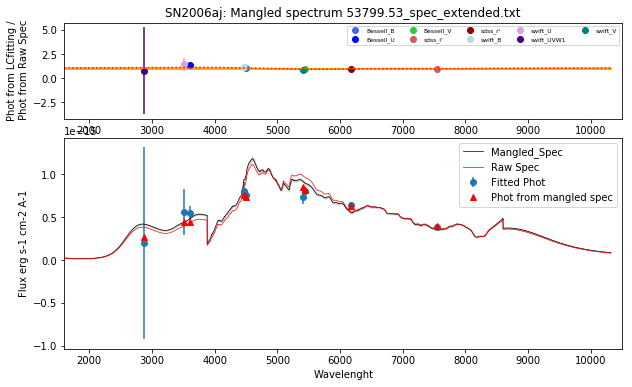 SN2006aj: Mangled spectrum 53799.53_spec_extended.txt
Phot from LCfitting /
Phot from Raw Spec
5.0
2.5
0.0
−2.5
Bessell_B
Bessell_U
Bessell_V
sdss_i'
sdss_r'
swift_B
swift_U
swift_UVW1
swift_V
2000
3000
4000
5000
6000
7000
8000
9000
10000
Flux erg s-1 cm-2 A-1
1.0
0.5
0.0
−0.5
−1.0
Mangled_Spec
Raw Spec
Fitted Phot
Phot from mangled spec
2000
3000
4000
5000
6000
7000
8000
9000
10000
Wavelenght